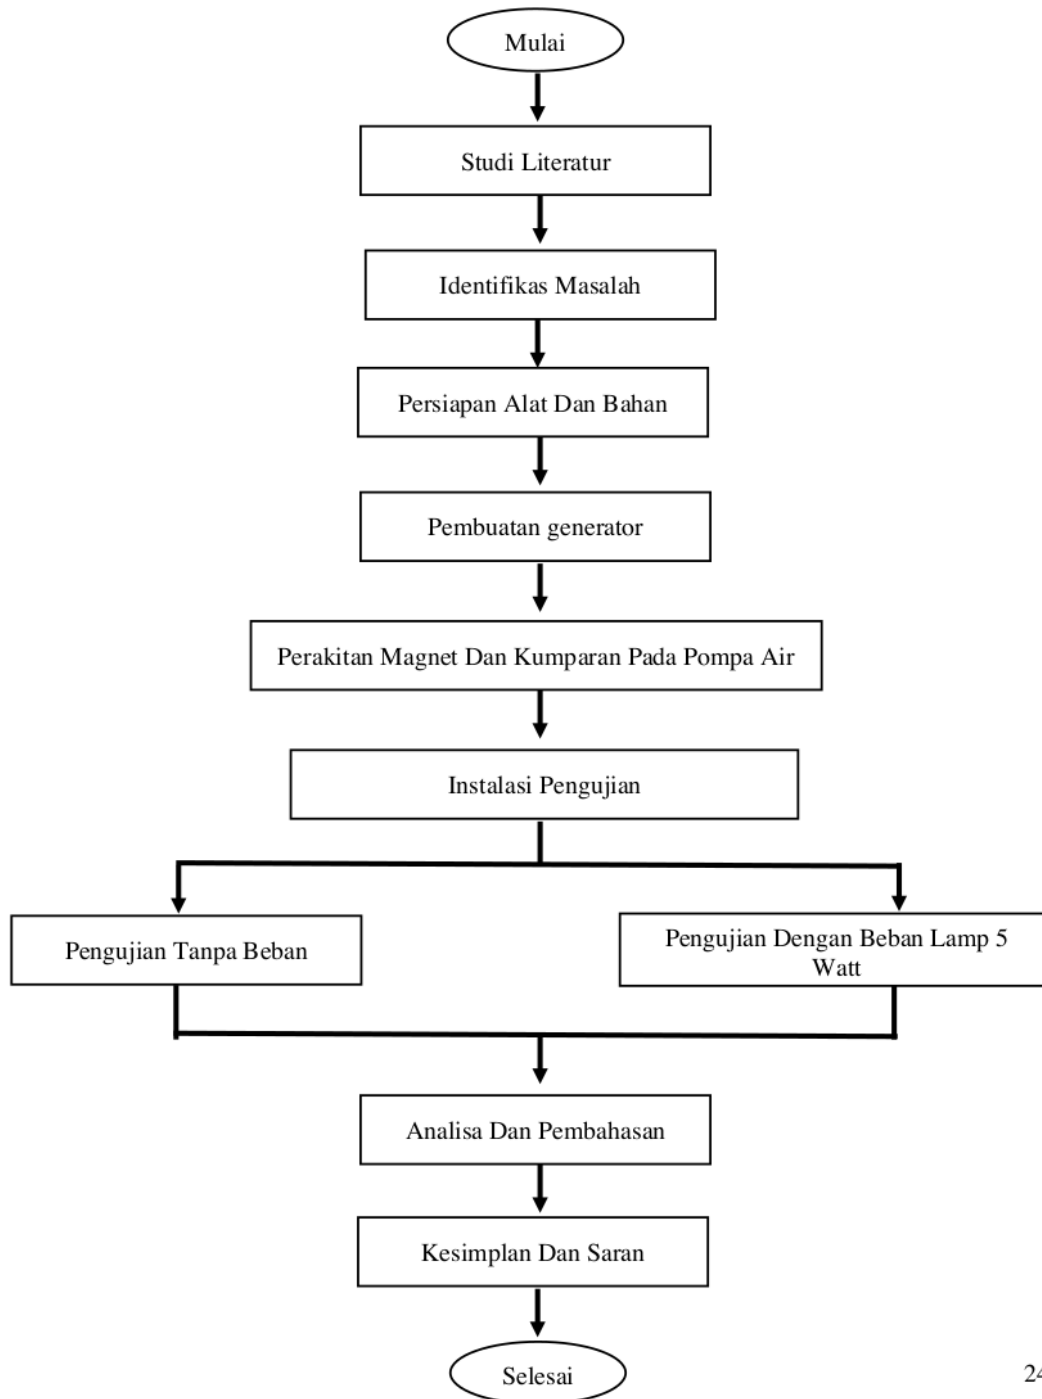 Mulai
Studi Literatur
Identifikas Masalah
Persiapan Alat Dan Bahan
Pembuatan generator
Perakitan Magnet Dan Kumparan Pada Pompa Air
Instalasi Pengujian
Pengujian Tanpa Beban
Pengujian Dengan Beban Lamp 5
Watt
Analisa Dan Pembahasan
Kesimplan Dan Saran
Selesai
24